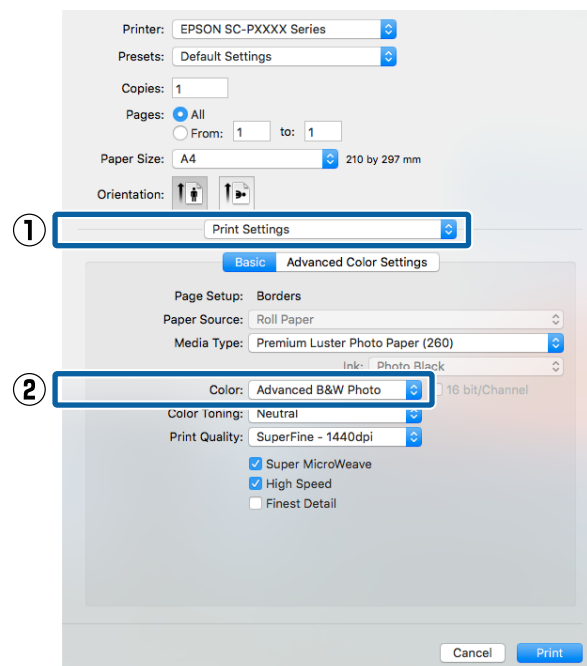 Printer: EPSON SC-PXXXX Series
Presets: Default Settings
Copies: 1
Pages: All
From: 1 to: 1
Paper Size: A4 210 by 297 mm
Orientation:
1 Print Settings
Basic Advanced Color Settings
Page Setup: Borders
Paper Source: Roll Paper
Media Type: Premium Luster Photo Paper (260)
Ink: Photo Black
2 Color: Advanced B&W Photo 16 bit/Channel
Color Toning: Neutral
Print Quality: SuperFine - 1440dpi
Super MicroWeave
High Speed
Finest Detail
Cancel Print